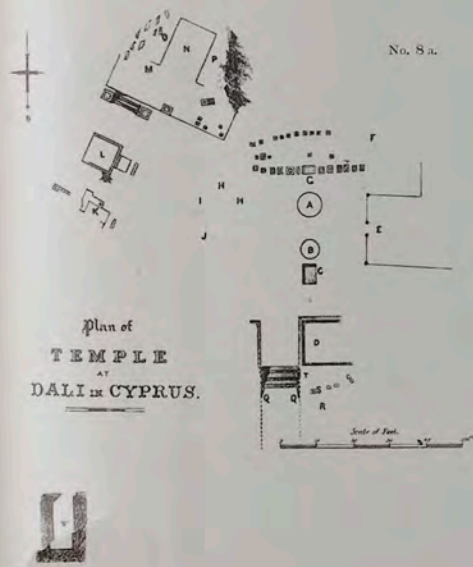 No. 8 a.
N
M
P
F
L
G
H
A
I
H
K
E
J
B
G
Plan of
TEMPLE
AT
DALI IN CYPRUS.
D
T
Q
Q
S
R
Scale of Feet.
V